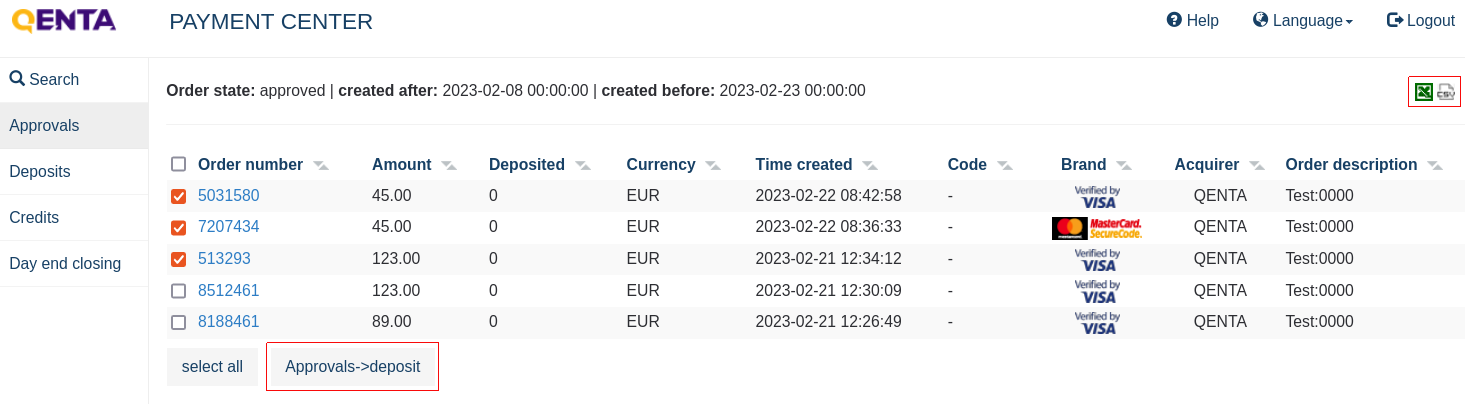 QENTA PAYMENT CENTER Help Language Logout
Search
Approvals
Deposits
Credits
Day end closing
Order state: approved | created after: 2023-02-08 00:00:00 | created before: 2023-02-23 00:00:00 CSV
Order number Amount Deposited Currency Time created Code Brand Acquirer Order description
5031580 45.00 0 EUR 2023-02-22 08:42:58 - Verified by VISA QENTA Test:0000
7207434 45.00 0 EUR 2023-02-22 08:36:33 - MasterCard. SecureCode. QENTA Test:0000
513293 123.00 0 EUR 2023-02-21 12:34:12 - Verified by VISA QENTA Test:0000
8512461 123.00 0 EUR 2023-02-21 12:30:09 - Verified by VISA QENTA Test:0000
8188461 89.00 0 EUR 2023-02-21 12:26:49 - Verified by VISA QENTA Test:0000
select all Approvals->deposit